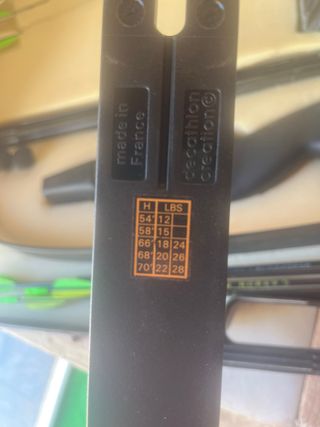 made in
France
decathlon
creation©
H LBS
54" 12
58" 15
66" 18 24
68" 20 26
70" 22 28